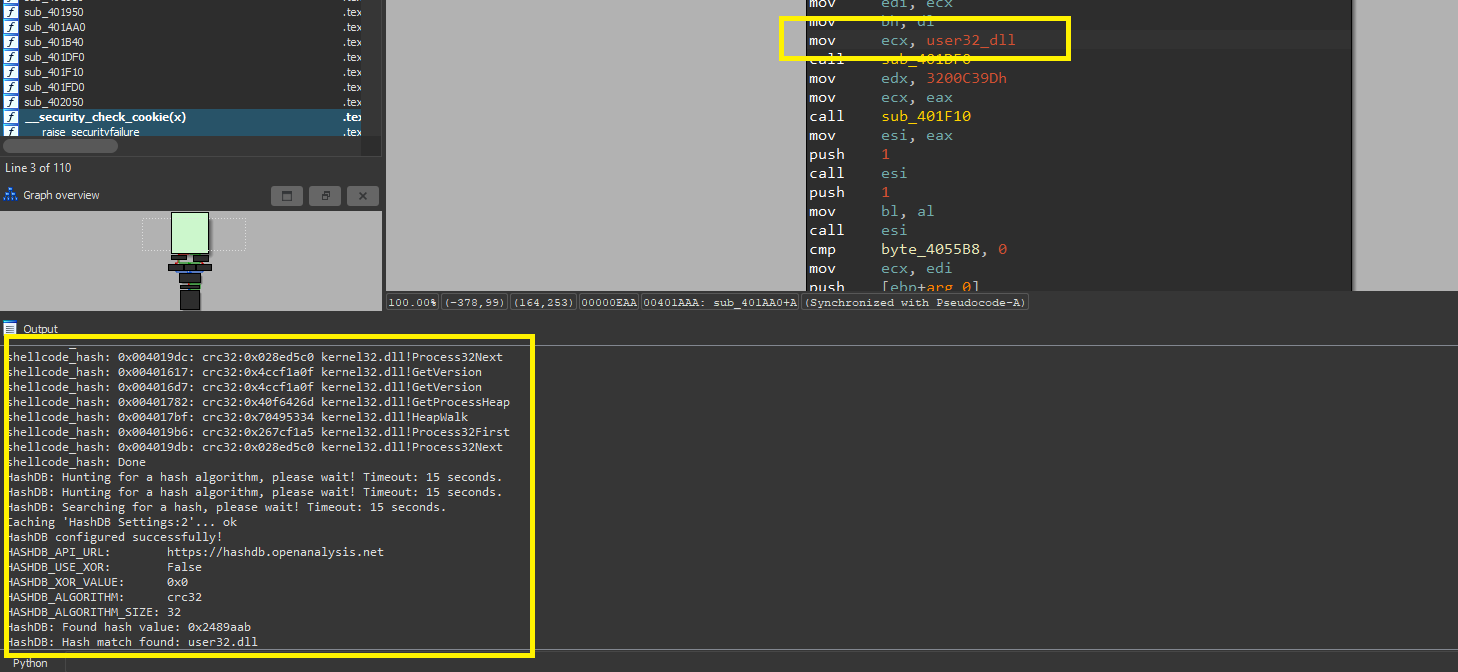 sub_401950 .tex
sub_401AA0 .tex
sub_401B40 .tex
sub_401DF0 .tex
sub_401F10 .tex
sub_401FD0 .tex
sub_402050 .tex
__security_check_cookie(x) .tex
raise_securityfailure .tex
Line 3 of 110
Graph overview
mov edi, ecx
mov bh, dl
mov ecx, user32_dll
call sub_401DF0
mov edx, 3200C39Dh
mov ecx, eax
call sub_401F10
mov esi, eax
push 1
call esi
push 1
mov bl, al
call esi
cmp byte_4055B8, 0
mov ecx, edi
push [ebp+arg_0]
100.00% (-378,99) (164,253) 00000EAA 00401AAA: sub_401AA0+A (Synchronized with Pseudocode-A)
Output
shellcode_hash: 0x004019dc: crc32:0x028ed5c0 kernel32.dll!Process32Next
shellcode_hash: 0x00401617: crc32:0x4ccf1a0f kernel32.dll!GetVersion
shellcode_hash: 0x004016d7: crc32:0x4ccf1a0f kernel32.dll!GetVersion
shellcode_hash: 0x00401782: crc32:0x40f6426d kernel32.dll!GetProcessHeap
shellcode_hash: 0x004017bf: crc32:0x70495334 kernel32.dll!HeapWalk
shellcode_hash: 0x004019b6: crc32:0x267cf1a5 kernel32.dll!Process32First
shellcode_hash: 0x004019db: crc32:0x028ed5c0 kernel32.dll!Process32Next
shellcode_hash: Done
HashDB: Hunting for a hash algorithm, please wait! Timeout: 15 seconds.
HashDB: Hunting for a hash algorithm, please wait! Timeout: 15 seconds.
HashDB: Searching for a hash, please wait! Timeout: 15 seconds.
Caching 'HashDB Settings:2'... ok
HashDB configured successfully!
HASHDB_API_URL: https://hashdb.openanalysis.net
HASHDB_USE_XOR: False
HASHDB_XOR_VALUE: 0x0
HASHDB_ALGORITHM: crc32
HASHDB_ALGORITHM_SIZE: 32
HashDB: Found hash value: 0x2489aab
HashDB: Hash match found: user32.dll
Python